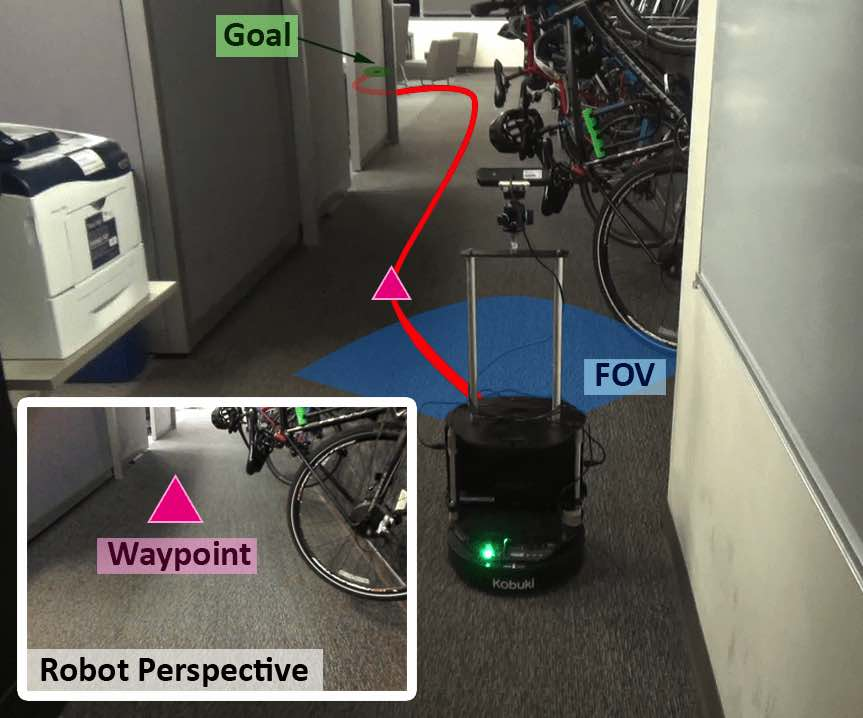 Goal
FOV
Waypoint
Robot Perspective
Kobuki